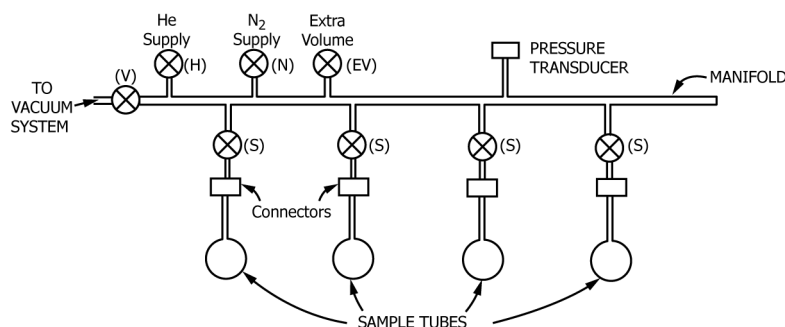 He
Supply
N2
Supply
Extra
Volume
PRESSURE
TRANSDUCER
(V)
(H)
(N)
(EV)
TO
VACUUM
SYSTEM
MANIFOLD
(S)
(S)
(S)
(S)
Connectors
SAMPLE TUBES